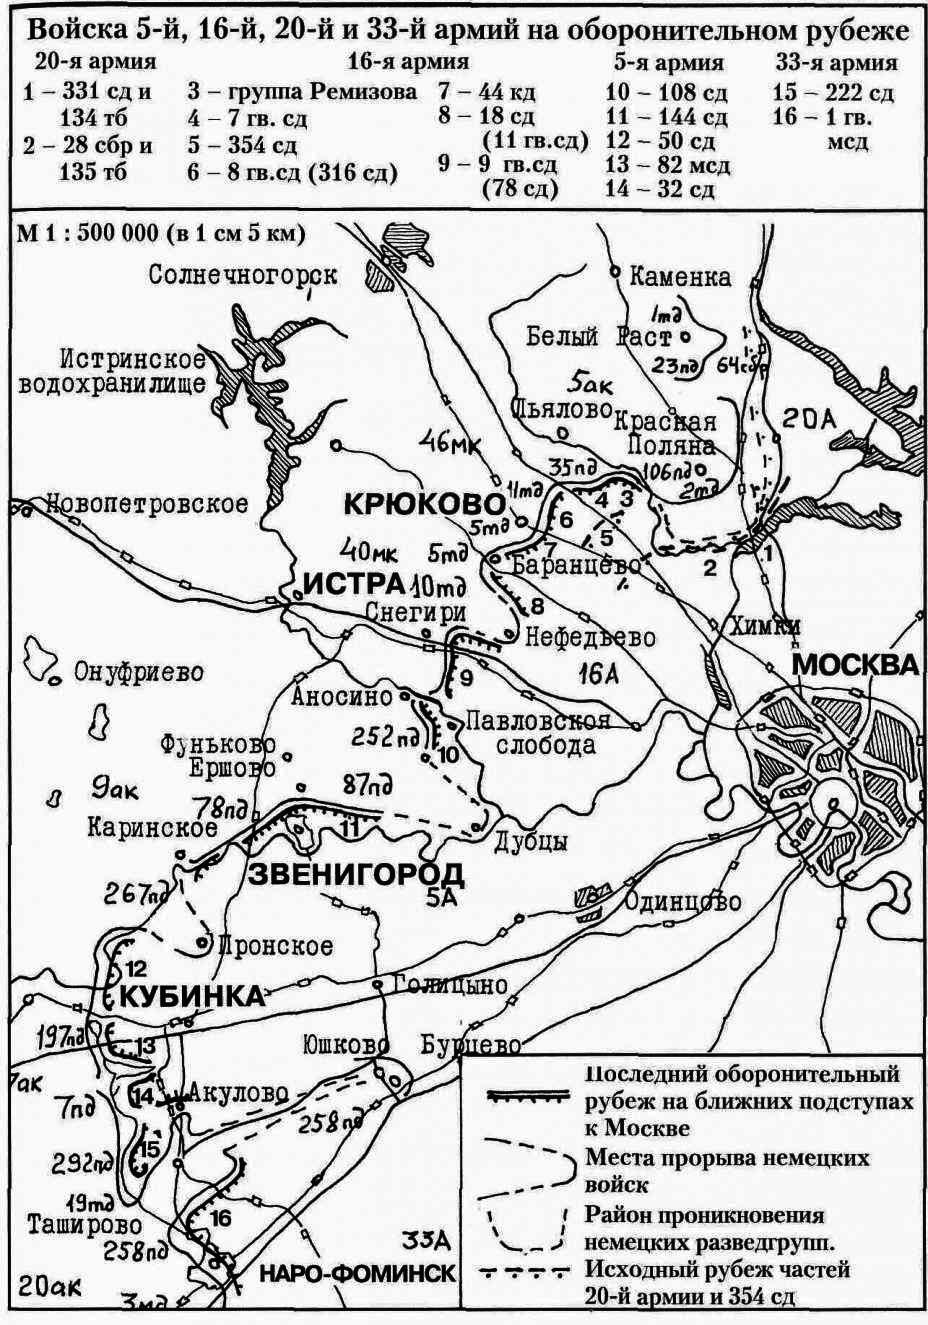 Войска 5-й, 16-й, 20-й и 33-й армий на оборонительном рубеже
20-я армия
1 – 331 сд и
134 тб
2 – 28 сбр и
135 тб
16-я армия
3 – группа Ремизова
4 – 7 гв. сд
5 – 354 сд
6 – 8 гв.сд (316 сд)
7 – 44 кд
8 – 18 сд
(11 гв.сд)
9 – 9 гв.сд
(78 сд)
5-я армия
10 – 108 сд
11 – 144 сд
12 – 50 сд
13 – 82 мсд
14 – 32 сд
33-я армия
15 – 222 сд
16 – 1 гв.
мсд
М 1 : 500 000 (в 1 см 5 км)
Солнечногорск
Каменка
1тд
Белый Раст
23пд
64сбр
Истринское
водохранилище
5ак
Льялово
Красная
Поляна
20А
46мк
35пд
106пд
2тд
11тд
4
3
Новопетровское
КРЮКОВО
5тд
6
5
7
40мк
5тд
Баранцево
2
1
ИСТРА
10тд
8
Снегири
Нефедьево
Химки
МОСКВА
Онуфриево
9
16А
Аносино
Павловская
слобода
252пд
10
Фуньково
Ершово
9ак
87пд
78пд
Каринское
11
Дубцы
ЗВЕНИГОРОД
5А
267пд
Одинцово
Пронское
12
КУБИНКА
Голицыно
197пд
13
Юшково
Бурцево
7ак
14
Акулово
7пд
258пд
15
292пд
19тд
Таширово
16
258пд
33А
НАРО-ФОМИНСК
20ак
3мд
Последний оборонительный
рубеж на ближних подступах
к Москве
Места прорыва немецких
войск
Район проникновения
немецких разведгрупп.
Исходный рубеж частей
20-й армии и 354 сд